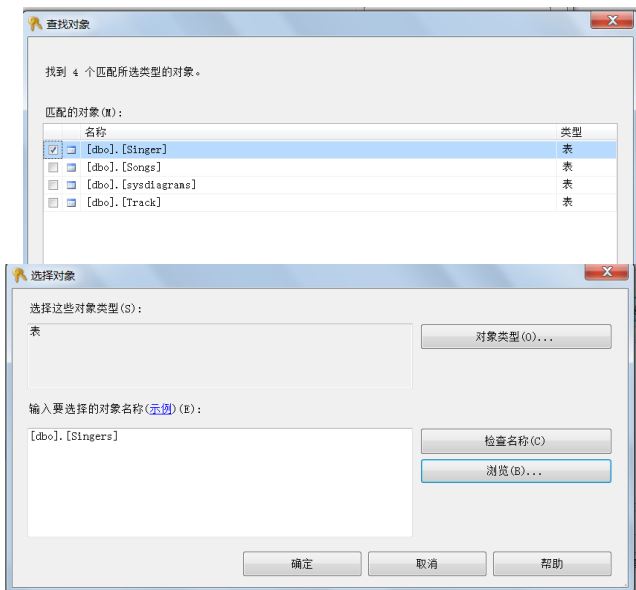 查找对象
找到 4 个匹配所选类型的对象。
匹配的对象(M):
名称 类型
[dbo].[Singer] 表
[dbo].[Songs] 表
[dbo].[sysdiagrams] 表
[dbo].[Track] 表
选择对象
选择这些对象类型(S):
表 对象类型(O)...
输入要选择的对象名称(示例)(E):
[dbo].[Singers] 检查名称(C)
浏览(B)...
确定 取消 帮助